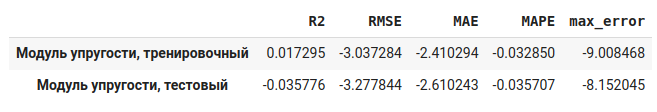 R2 RMSE MAE MAPE max_error
Модуль упругости, тренировочный 0.017295 -3.037284 -2.410294 -0.032850 -9.008468
Модуль упругости, тестовый -0.035776 -3.277844 -2.610243 -0.035707 -8.152045